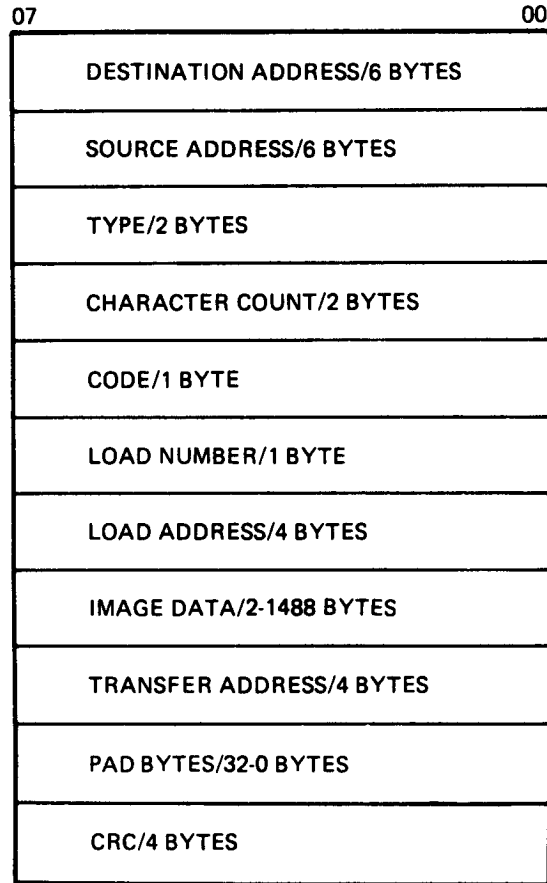 07 00
DESTINATION ADDRESS/6 BYTES
SOURCE ADDRESS/6 BYTES
TYPE/2 BYTES
CHARACTER COUNT/2 BYTES
CODE/1 BYTE
LOAD NUMBER/1 BYTE
LOAD ADDRESS/4 BYTES
IMAGE DATA/2-1488 BYTES
TRANSFER ADDRESS/4 BYTES
PAD BYTES/32-0 BYTES
CRC/4 BYTES